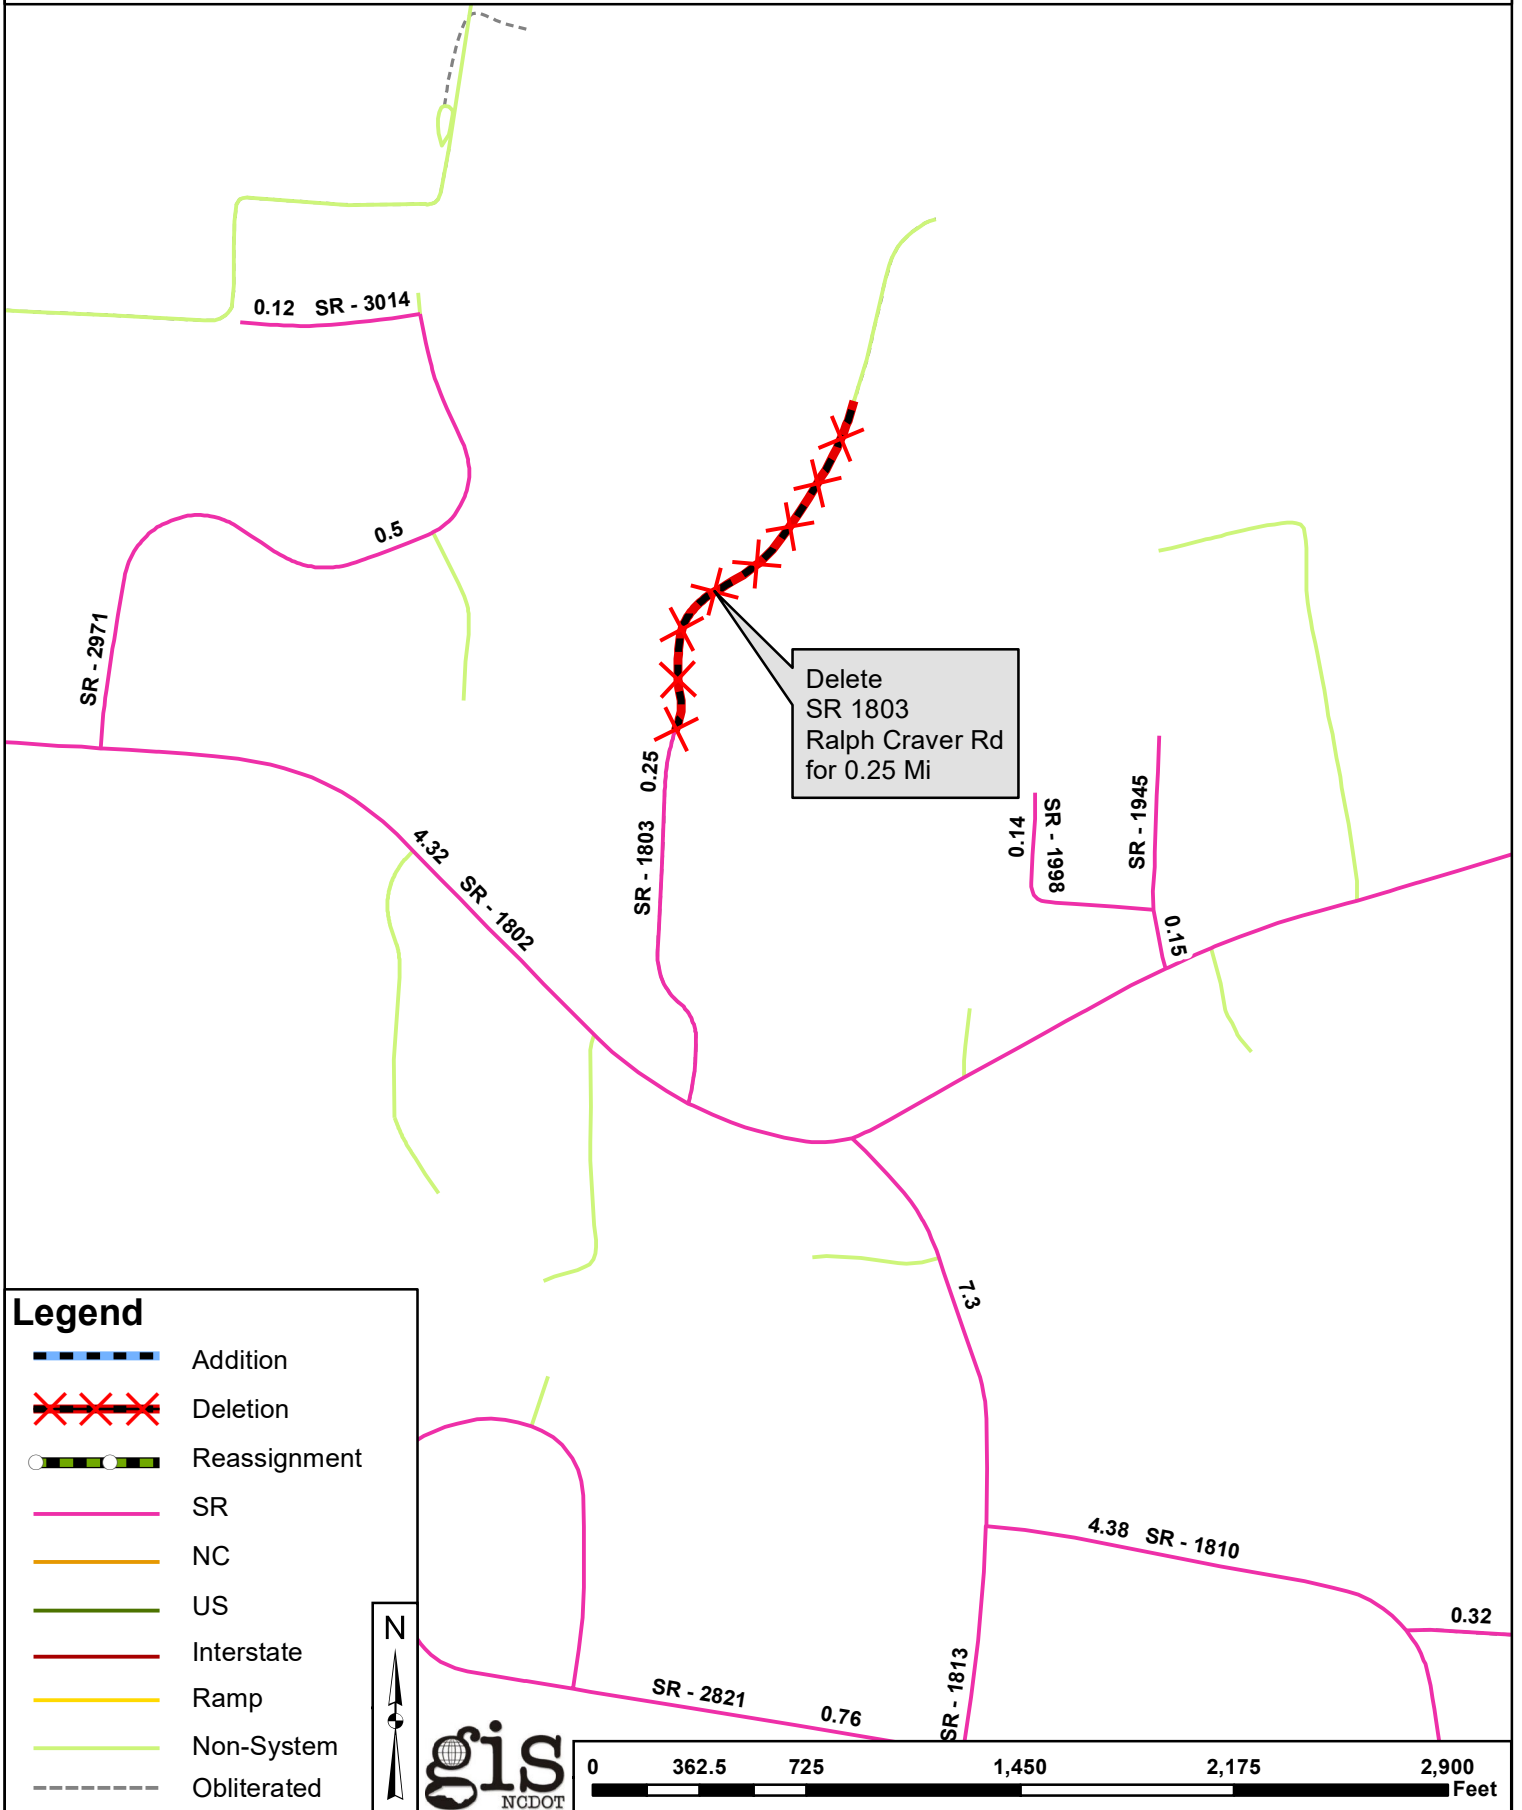 0.12 SR - 3014
0.5
SR - 2971
Delete
SR 1803
Ralph Craver Rd
for 0.25 Mi
0.25
SR - 1803
4.32 SR - 1802
0.14
SR - 1998
SR - 1945
0.15
7.3
4.38 SR - 1810
0.32
SR - 1813
SR - 2821 0.76
Legend
Addition
Deletion
Reassignment
SR
NC
US
Interstate
Ramp
Non-System
Obliterated
N
gis
NCDOT
0 362.5 725 1,450 2,175 2,900
Feet